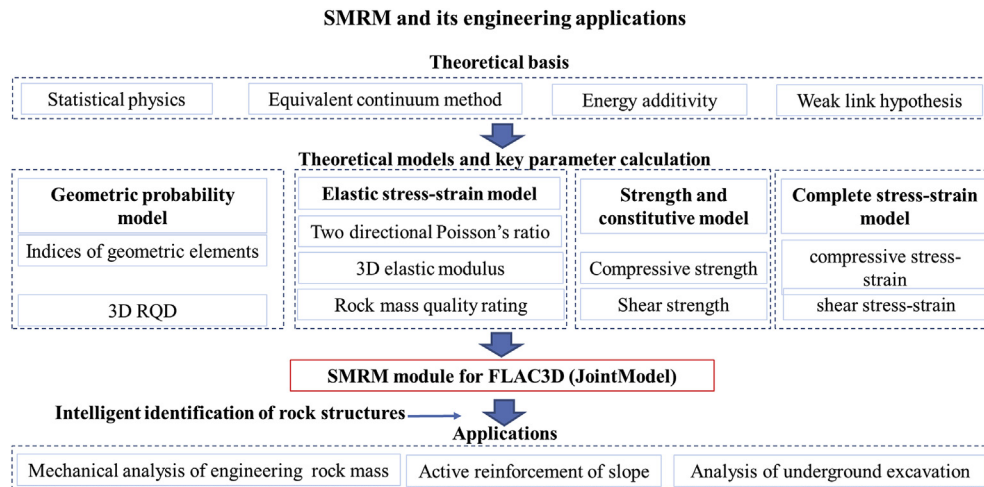 SMRM and its engineering applications
Theoretical basis
Statistical physics
Equivalent continuum method
Energy additivity
Weak link hypothesis
Theoretical models and key parameter calculation
Geometric probability
model
Indices of geometric elements
3D RQD
Elastic stress-strain model
Two directional Poisson's ratio
3D elastic modulus
Rock mass quality rating
Strength and
constitutive model
Compressive strength
Shear strength
Complete stress-strain
model
compressive stress-
strain
shear stress-strain
SMRM module for FLAC3D (JointModel)
Intelligent identification of rock structures
Applications
Mechanical analysis of engineering rock mass
Active reinforcement of slope
Analysis of underground excavation